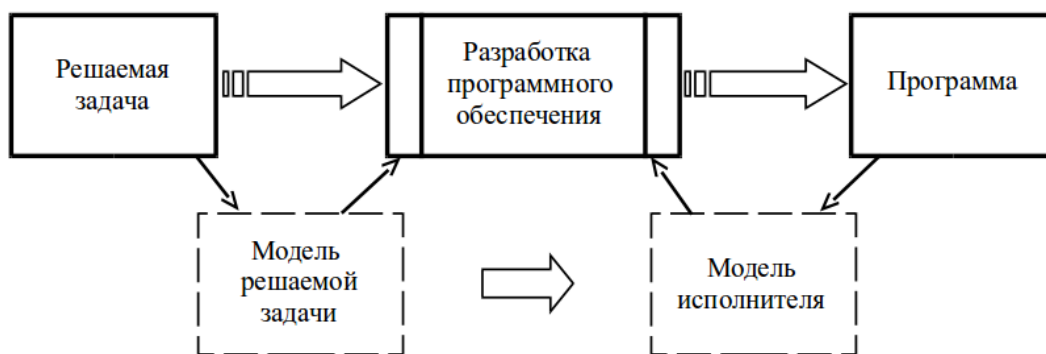 Решаемая
задача
Разработка
программного
обеспечения
Программа
Модель
решаемой
задачи
Модель
исполнителя